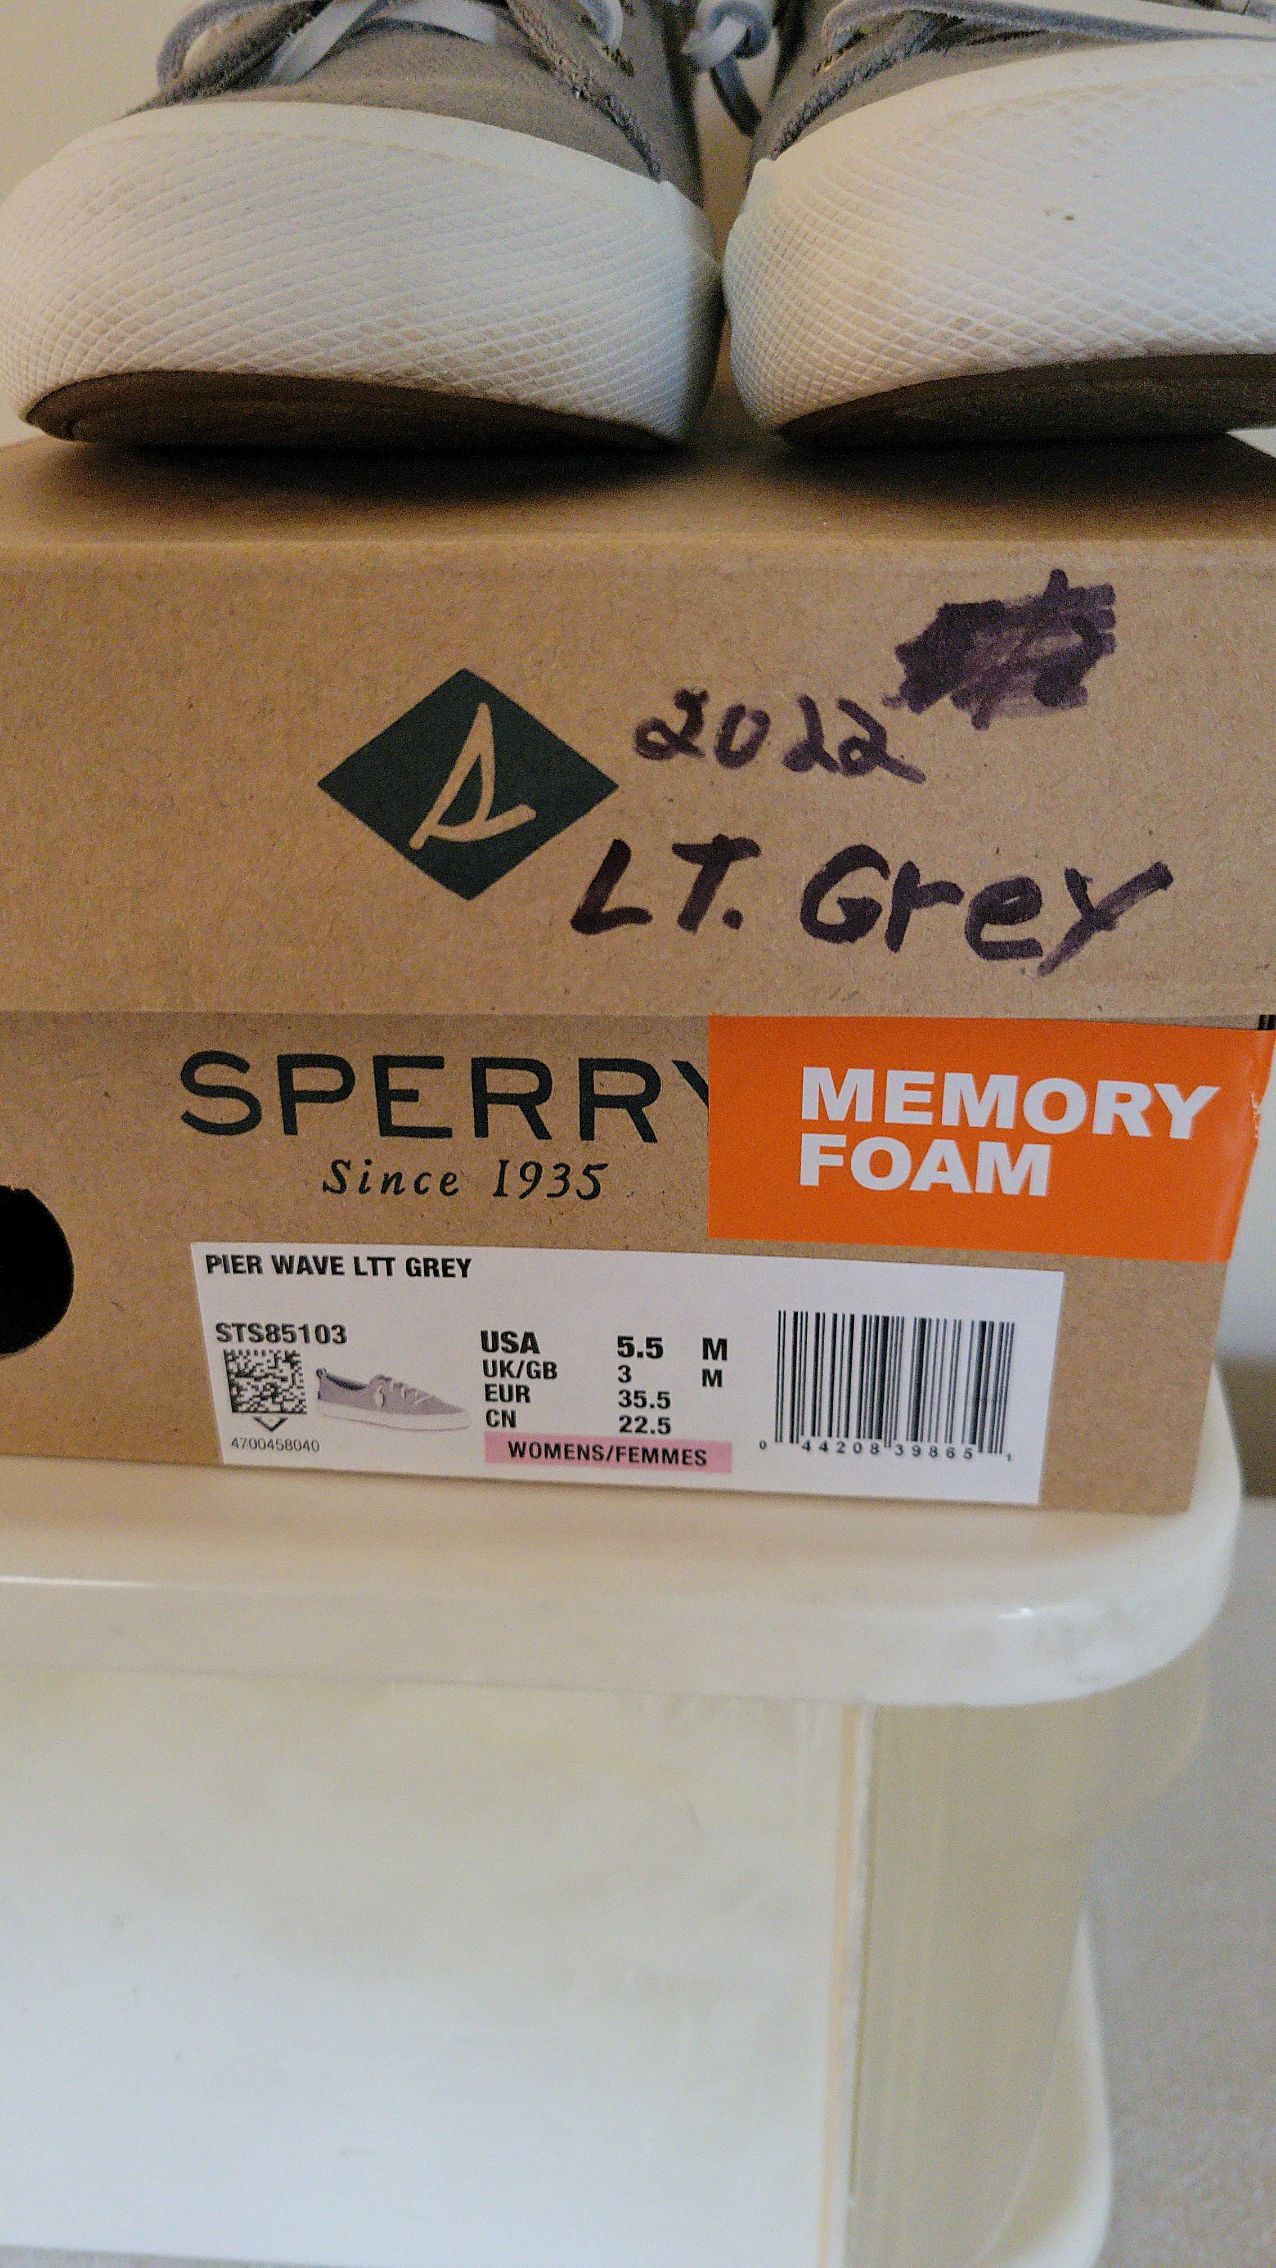 2022
LT. Grey
SPERRY
Since 1935
MEMORY
FOAM
PIER WAVE LTT GREY
STS85103
4700458040
USA 5.5 M
UK/GB 3 M
EUR 35.5
CN 22.5
WOMENS/FEMMES
0 44208 39865 1